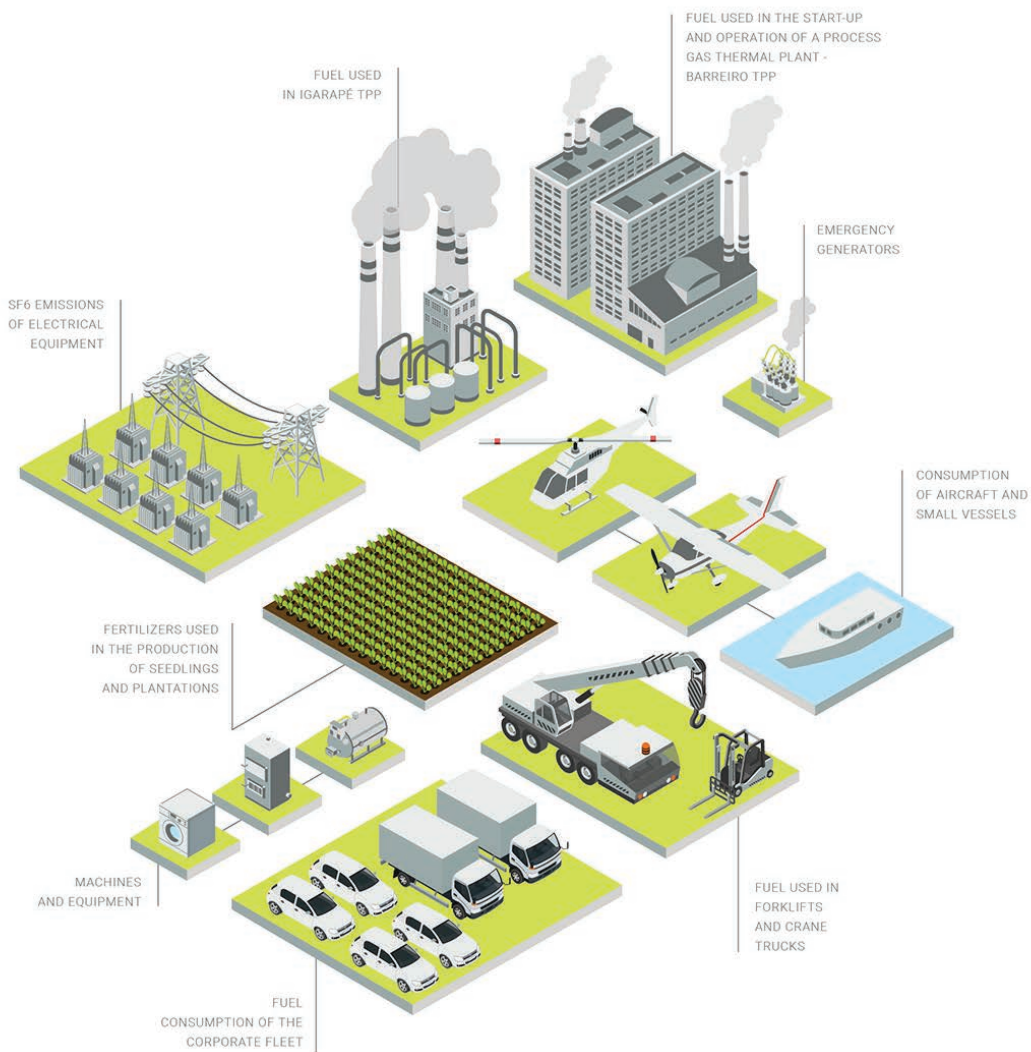 FUEL USED IN THE START-UP
AND OPERATION OF A PROCESS
GAS THERMAL PLANT -
BARREIRO TPP
FUEL USED
IN IGARAPÉ TPP
EMERGENCY
GENERATORS
SF6 EMISSIONS
OF ELECTRICAL
EQUIPMENT
CONSUMPTION
OF AIRCRAFT AND
SMALL VESSELS
FERTILIZERS USED
IN THE PRODUCTION
OF SEEDLINGS
AND PLANTATIONS
MACHINES
AND EQUIPMENT
FUEL USED IN
FORKLIFTS
AND CRANE
TRUCKS
FUEL
CONSUMPTION OF THE
CORPORATE FLEET